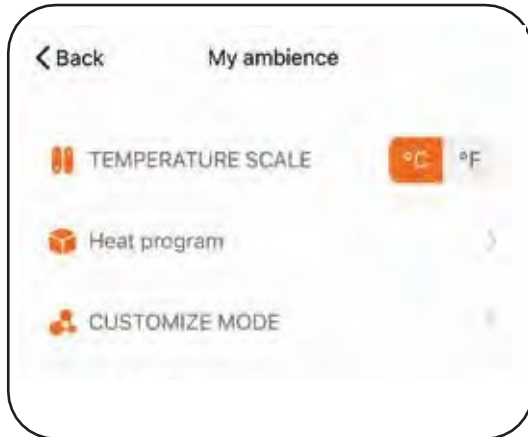 Back My ambience
TEMPERATURE SCALE °C °F
Heat program
CUSTOMIZE MODE